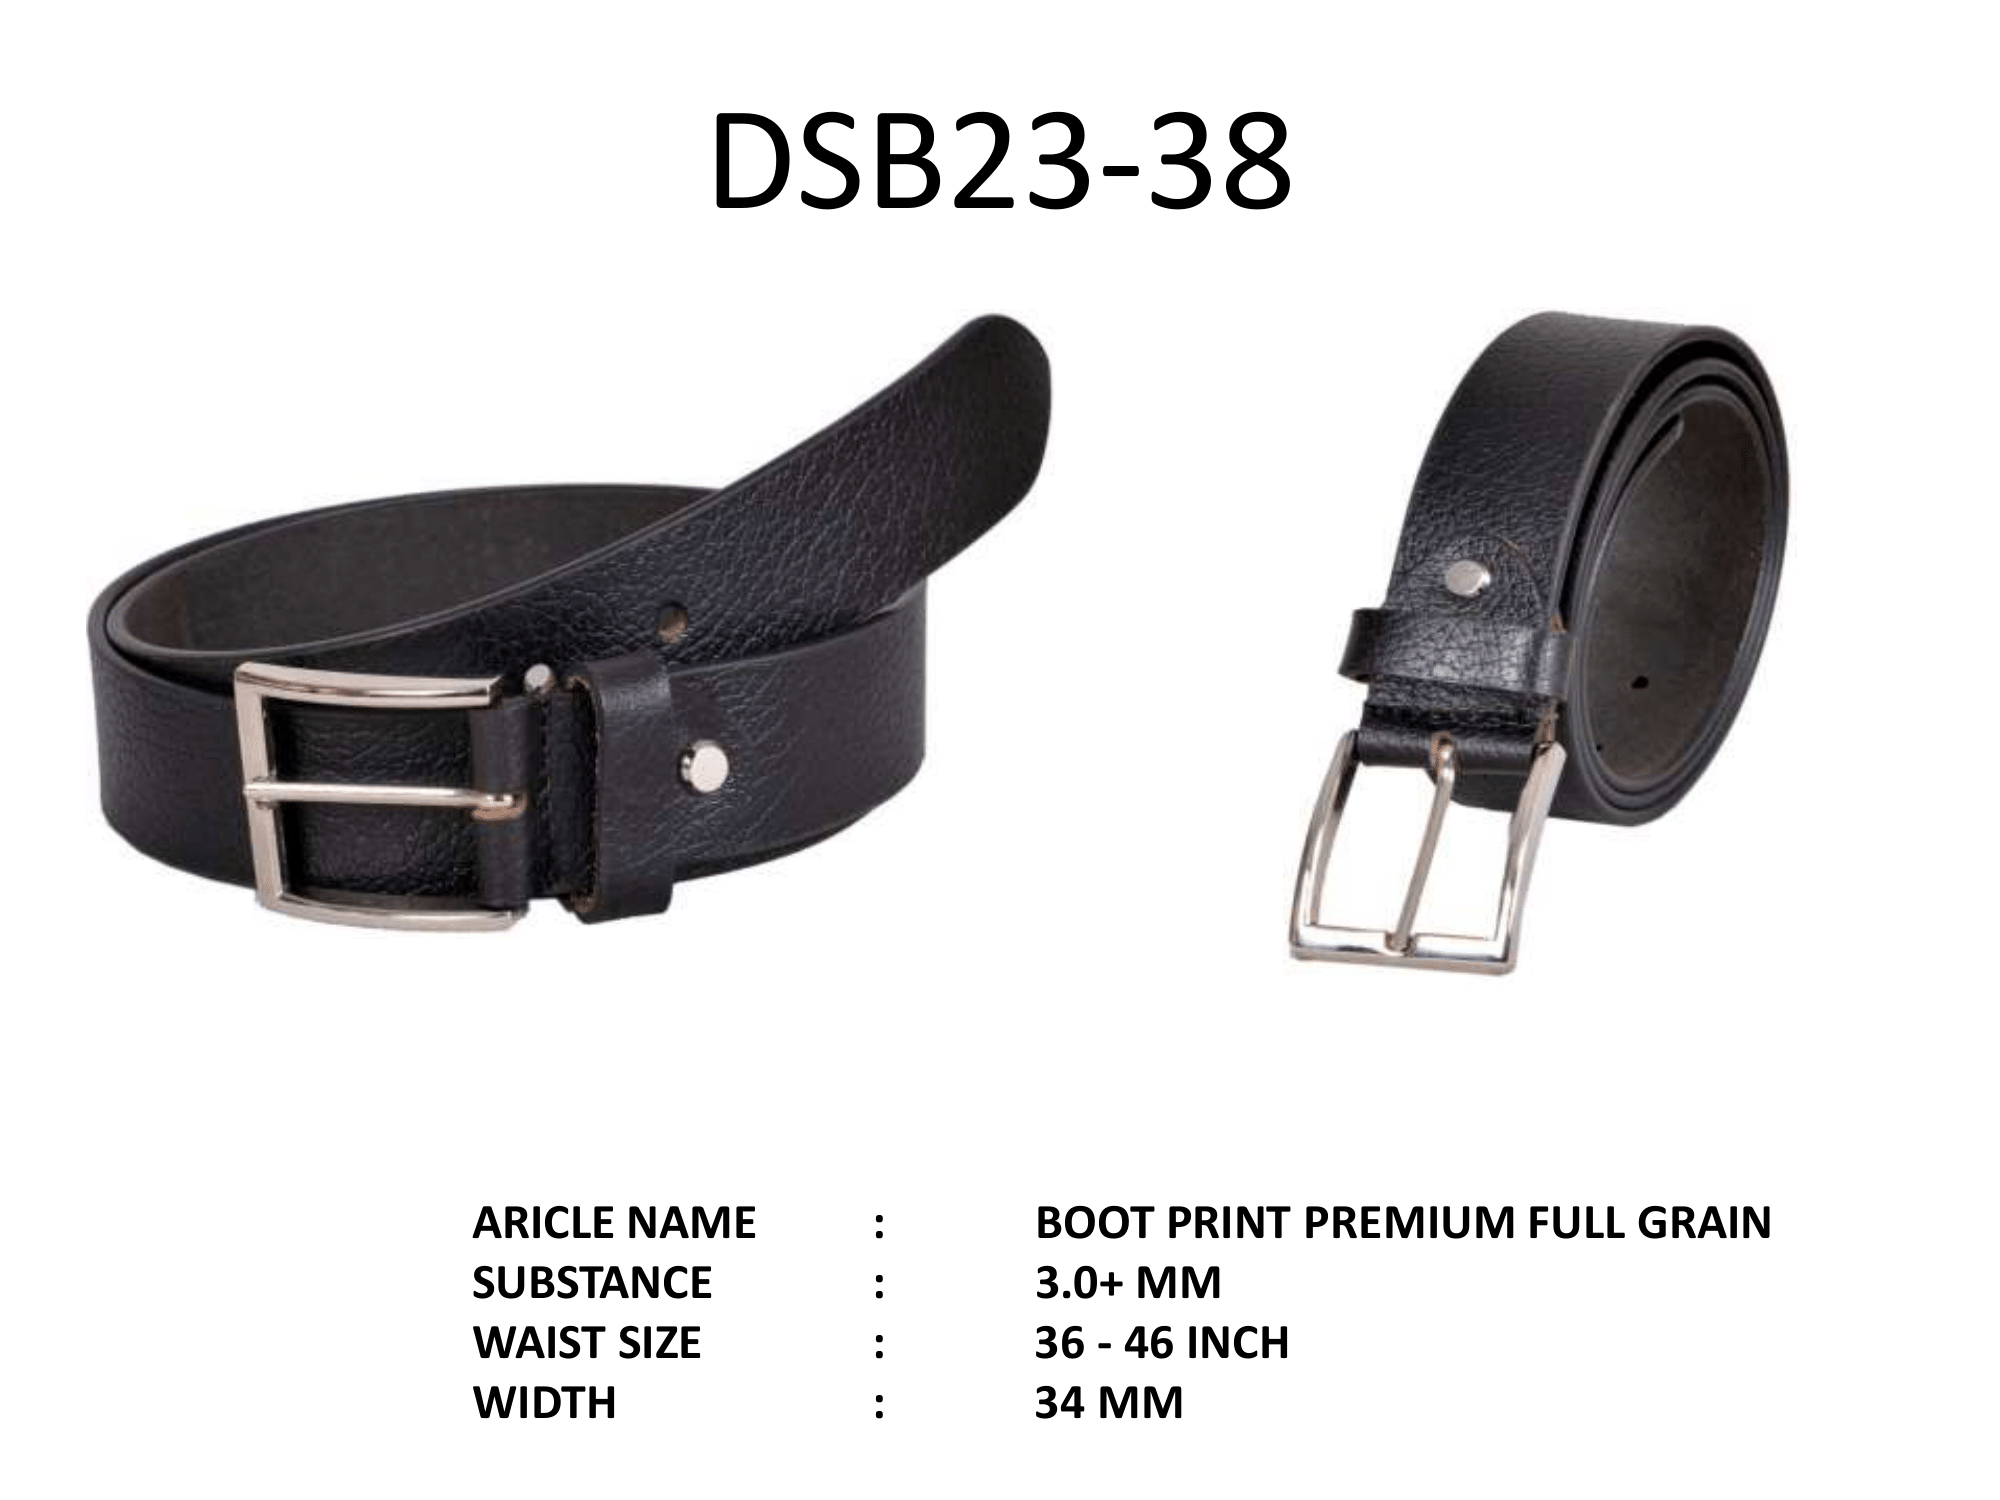 DSB23-38
ARICLE NAME : BOOT PRINT PREMIUM FULL GRAIN
SUBSTANCE : 3.0+ MM
WAIST SIZE : 36 - 46 INCH
WIDTH : 34 MM